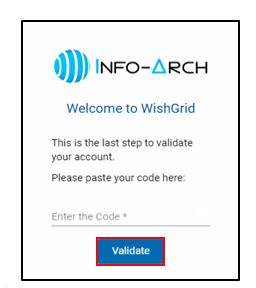 INFO-ARCH
Welcome to WishGrid
This is the last step to validate
your account.
Please paste your code here:
Enter the Code *
Validate